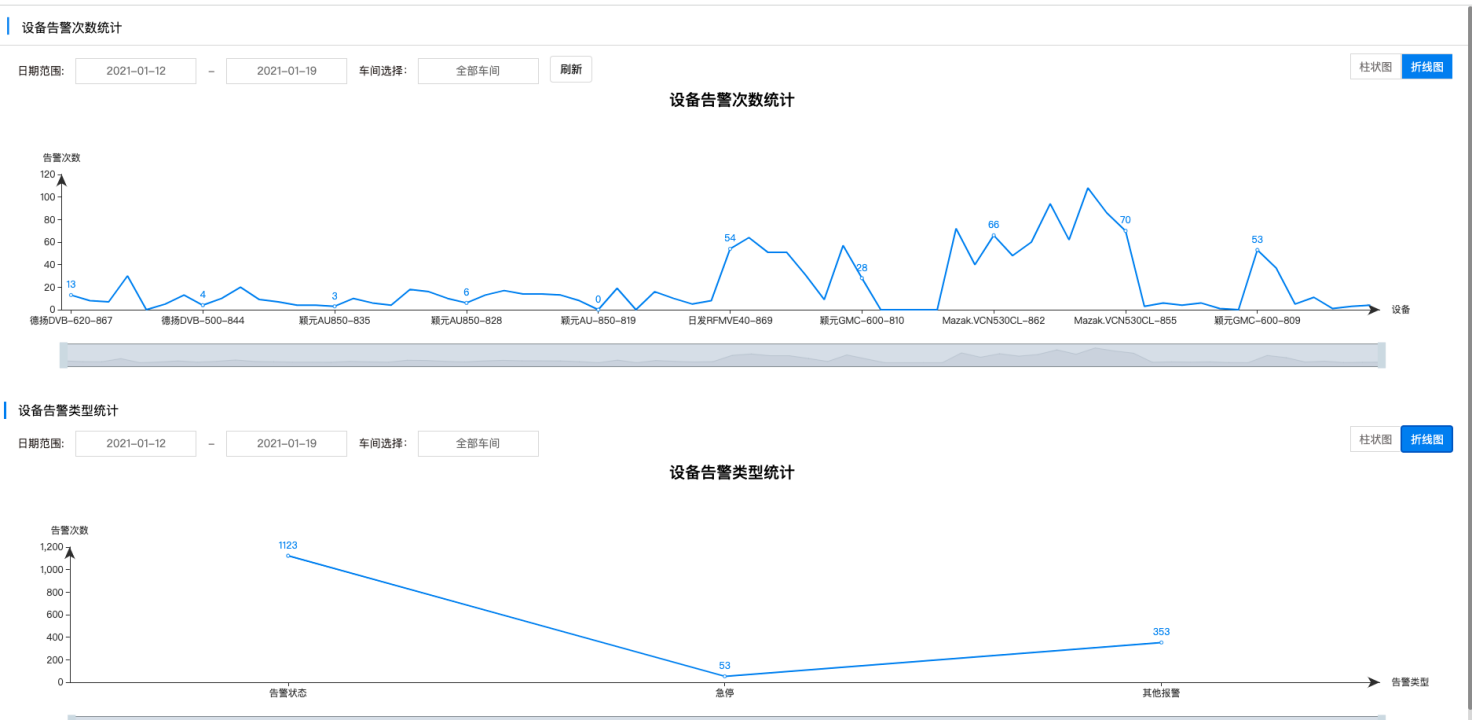 设备告警次数统计
日期范围: 2021-01-12 - 2021-01-19 车间选择: 全部车间 刷新 柱状图 折线图
设备告警次数统计
告警次数
120
100
80
60
40
20
0
13 4 3 6 0 54 28 66 70 53
德扬DVB-620-867 德扬DVB-500-844 颖元AU850-835 颖元AU850-828 颖元AU-850-819 日发RFMVE40-869 颖元GMC-600-810 Mazak.VCN530CL-862 Mazak.VCN530CL-855 颖元GMC-600-809 设备
设备告警类型统计
日期范围: 2021-01-12 - 2021-01-19 车间选择: 全部车间 柱状图 折线图
设备告警类型统计
告警次数
1,200
1,000
800
600
400
200
0
1123 53 353
告警状态 急停 其他报警 告警类型